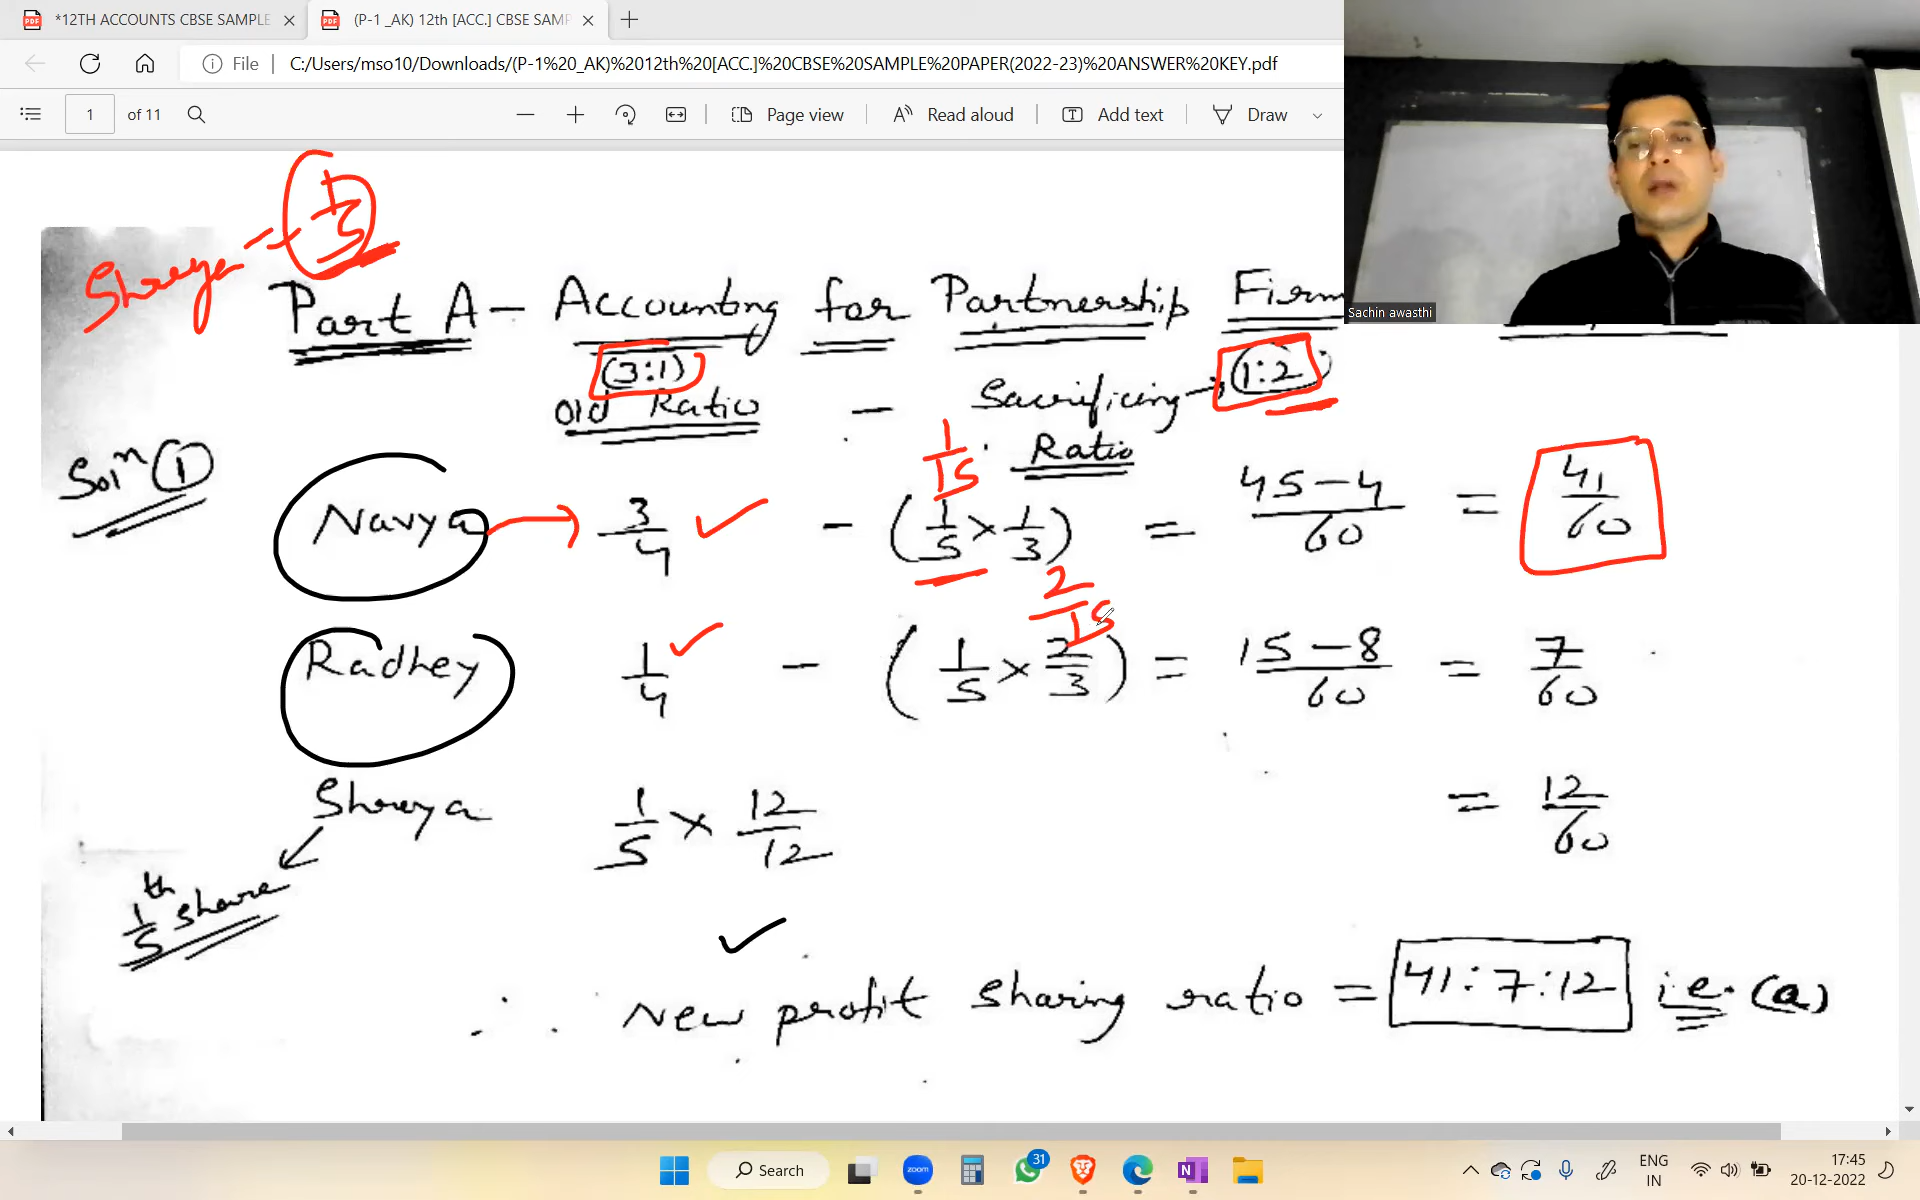 *12TH ACCOUNTS CBSE SAMPLE
(P-1 _AK) 12th [ACC.] CBSE SAMP
File
C:/Users/mso10/Downloads/(P-1%20_AK)%2012th%20[ACC.]%20CBSE%20SAMPLE%20PAPER(2022-23)%20ANSWER%20KEY.pdf
1 of 11
Page view
Read aloud
Add text
Draw
Sachin awasthi
Shreya = 1/5
Part A - Accounting for Partnership Firm
(3:1)
old Ratio - Sacrificing → (1:2)
Ratio
Solⁿ (1)
1/15
Navya → 3/4 ✓ - (1/5 × 1/3) = 45-4/60 = 41/60
2/15
Radhey 1/4 ✓ - (1/5 × 2/3) = 15-8/60 = 7/60
Shreya 1/5 × 12/12 = 12/60
1/5 th share
✓
∴ New profit sharing ratio = 41:7:12 i.e. (a)
Search
zoom
31
N
ENG
IN
17:45
20-12-2022